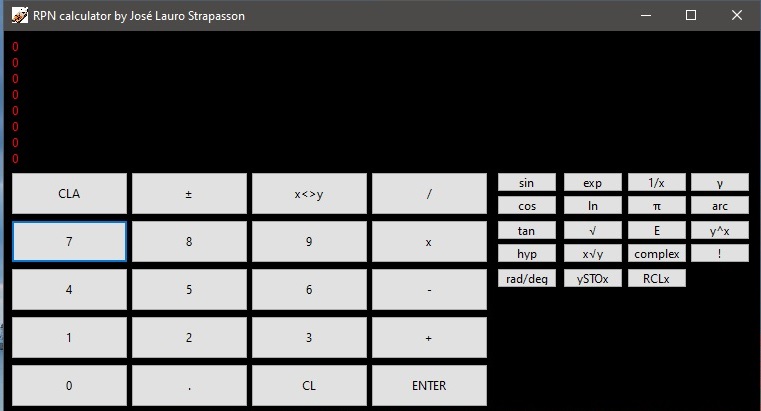 RPN calculator by José Lauro Strapasson
0
0
0
0
0
0
0
0
CLA ± x<>y / sin exp 1/x y
cos ln π arc
7 8 9 x tan √ E y^x
hyp x√y complex !
4 5 6 - rad/deg ySTOx RCLx
1 2 3 +
0 . CL ENTER